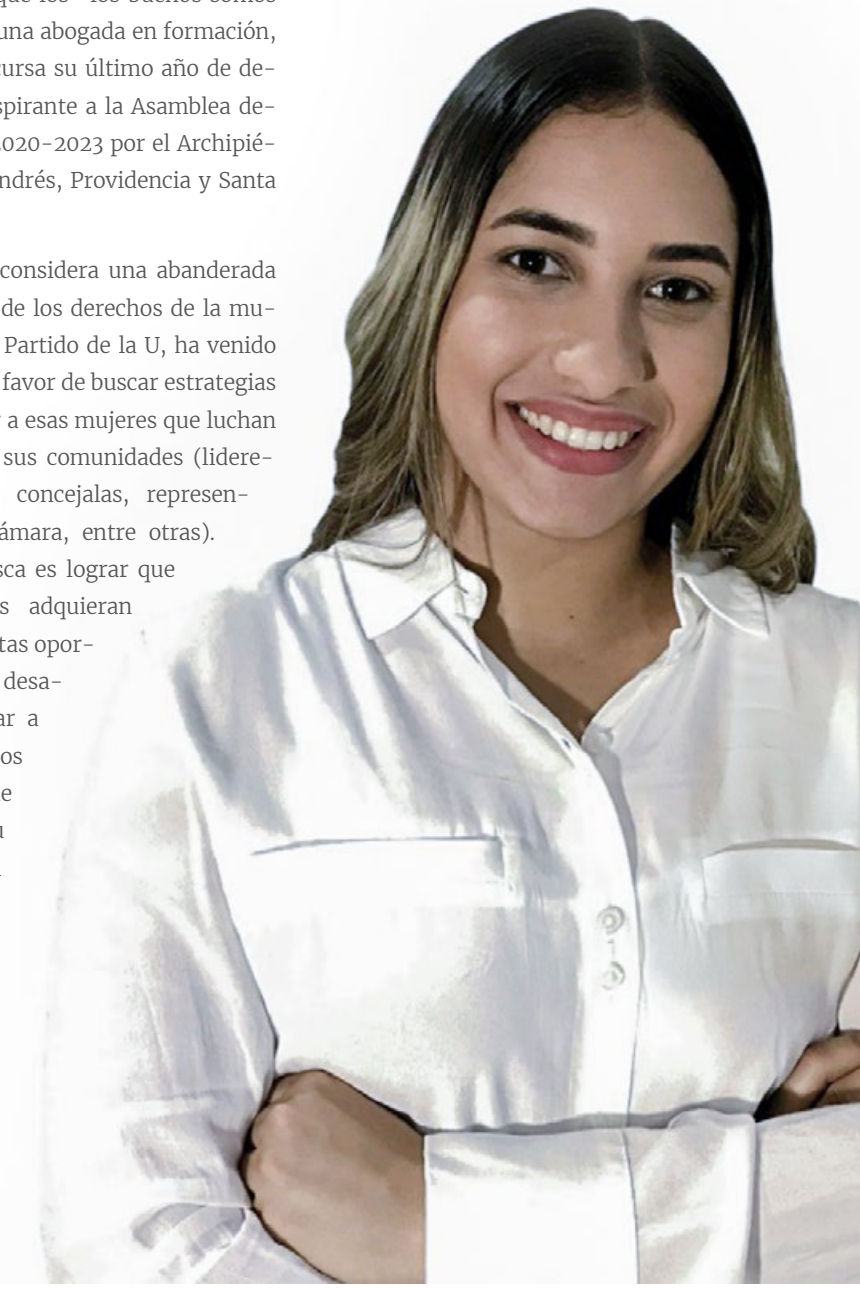 que los "los buenos somos
una abogada en formación,
cursa su último año de de-
spirante a la Asamblea de-
2020-2023 por el Archipié-
ndrés, Providencia y Santa
considera una abanderada
de los derechos de la mu-
Partido de la U, ha venido
favor de buscar estrategias
a esas mujeres que luchan
sus comunidades (lidere-
concejalas, represen-
ámara, entre otras).
sca es lograr que
s adquieran
tas opor-
desa-
ar a
os
e